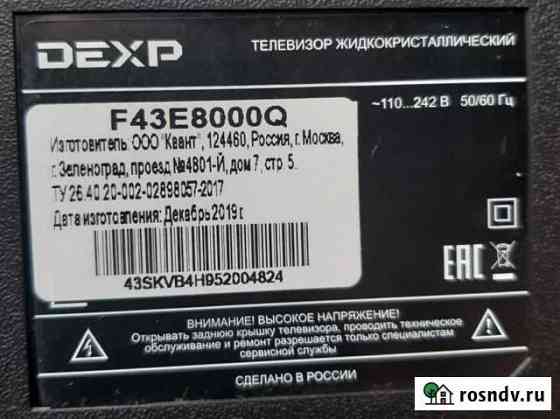 DEXP
ТЕЛЕВИЗОР ЖИДКОКРИСТАЛЛИЧЕСКИЙ
F43E8000Q
~110...242 В 50/60 Гц
Изготовитель: ООО "Квант", 124460, Россия, г. Москва,
г. Зеленоград, проезд №4801-Й, дом 7, стр. 5.
ТУ 26.40.20-002-02898057-2017
Дата изготовления: Декабрь 2019 г.
43SKVB4H952004824
EAC
ВНИМАНИЕ! ВЫСОКОЕ НАПРЯЖЕНИЕ!
Открывать заднюю крышку телевизора, проводить техническое
обслуживание и ремонт разрешается только специалистам
сервисной службы
СДЕЛАНО В РОССИИ
rosndv.ru